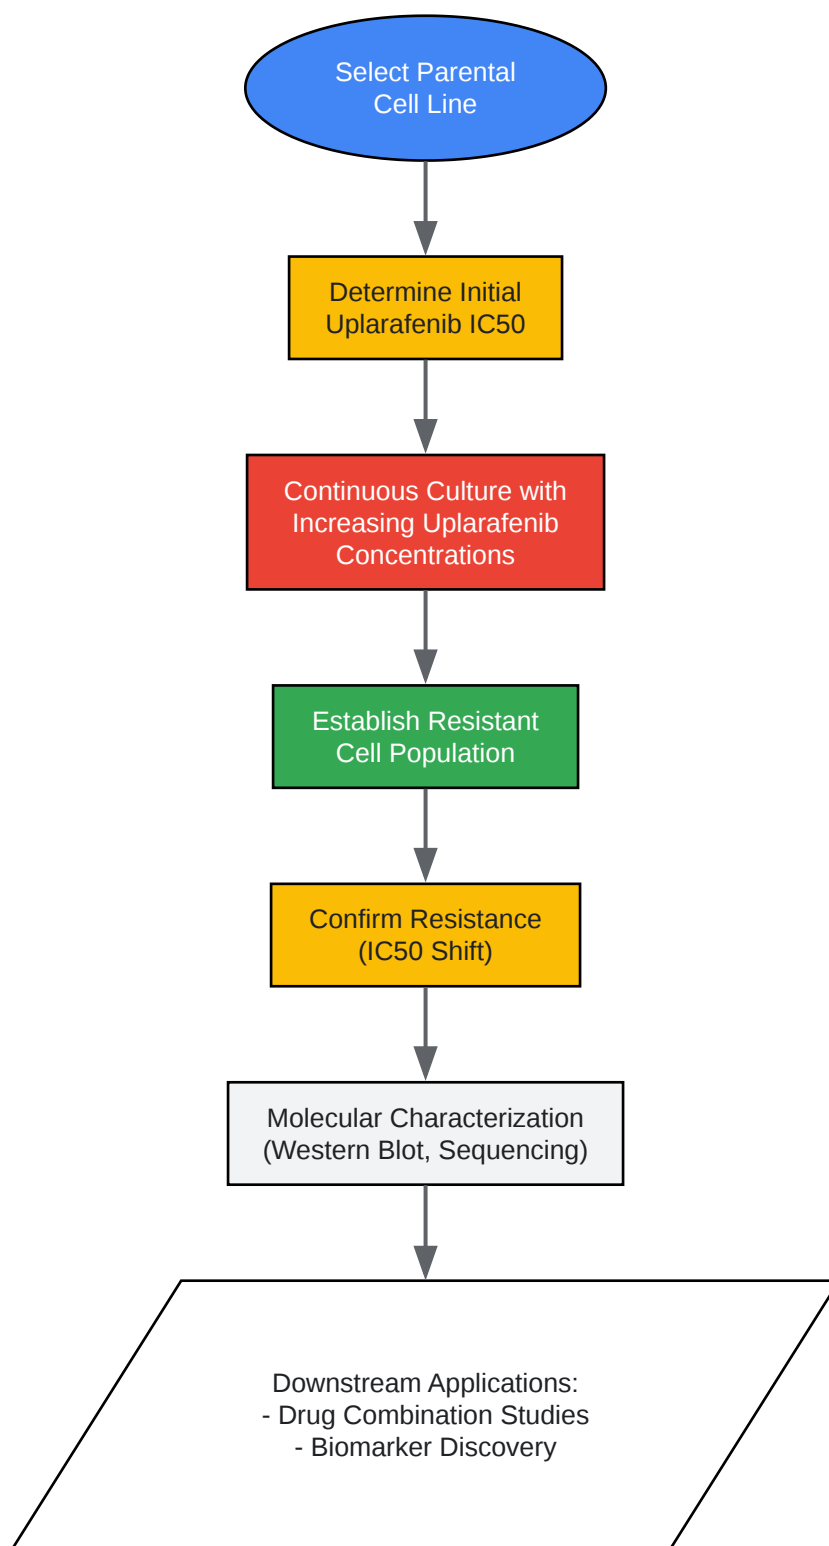 Select Parental
Cell Line
Determine Initial
Uplarafenib IC50
Continuous Culture with
Increasing Uplarafenib
Concentrations
Establish Resistant
Cell Population
Confirm Resistance
(IC50 Shift)
Molecular Characterization
(Western Blot, Sequencing)
Downstream Applications:
- Drug Combination Studies
- Biomarker Discovery